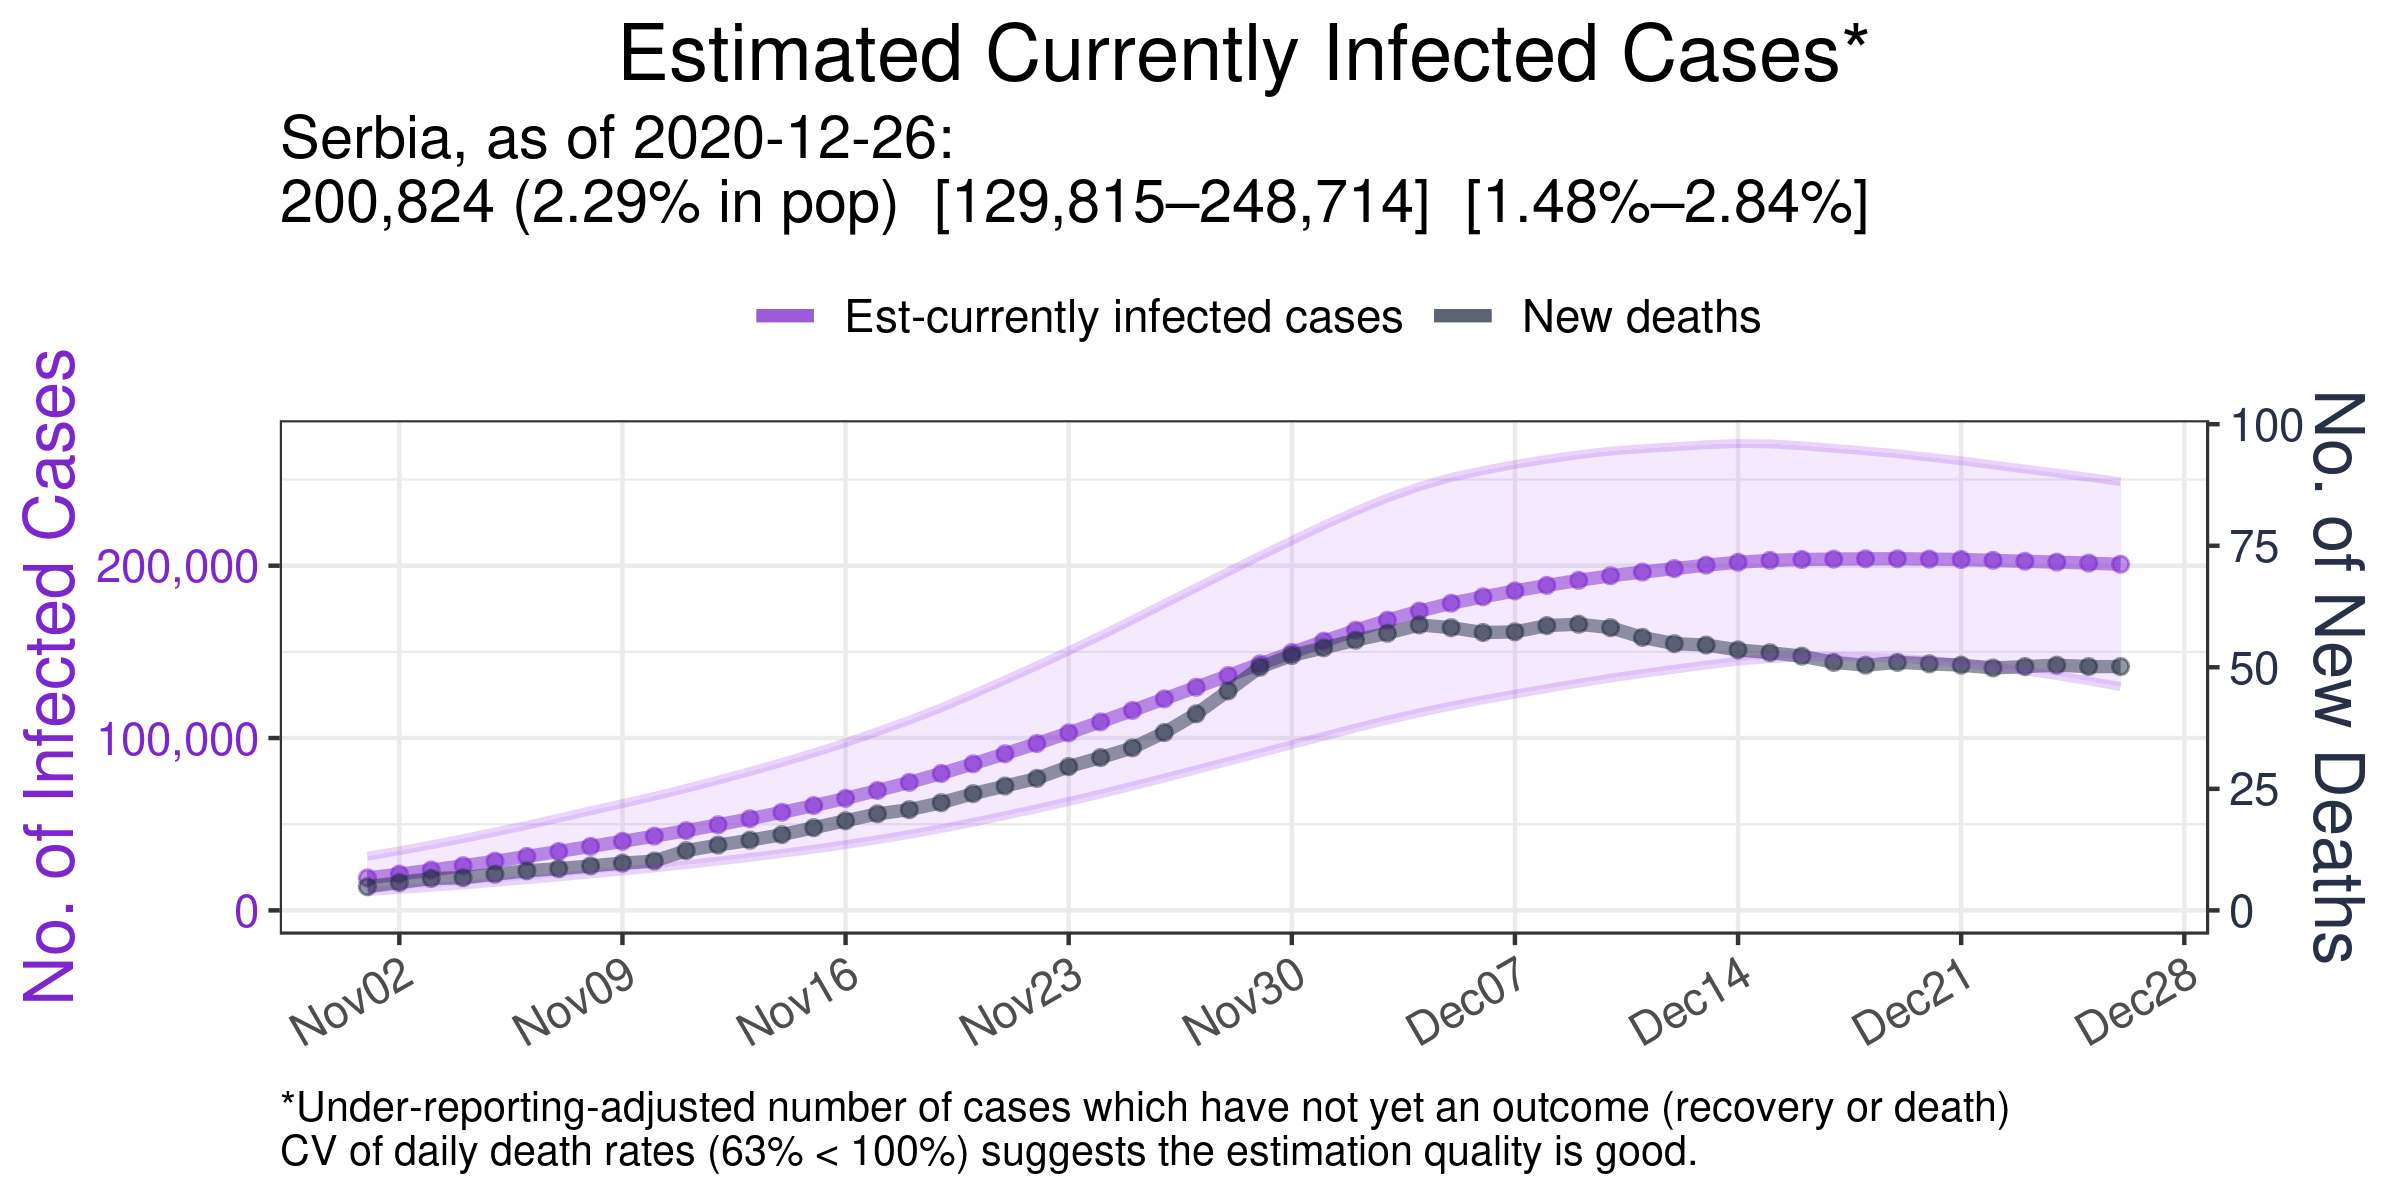 Estimated Currently Infected Cases*
Serbia, as of 2020-12-26:
200,824 (2.29% in pop)  [129,815–248,714]  [1.48%–2.84%]
Est-currently infected cases
New deaths
No. of Infected Cases
200,000
100,000
0
No. of New Deaths
100
75
50
25
0
Nov02
Nov09
Nov16
Nov23
Nov30
Dec07
Dec14
Dec21
Dec28
*Under-reporting-adjusted number of cases which have not yet an outcome (recovery or death)
CV of daily death rates (63% < 100%) suggests the estimation quality is good.